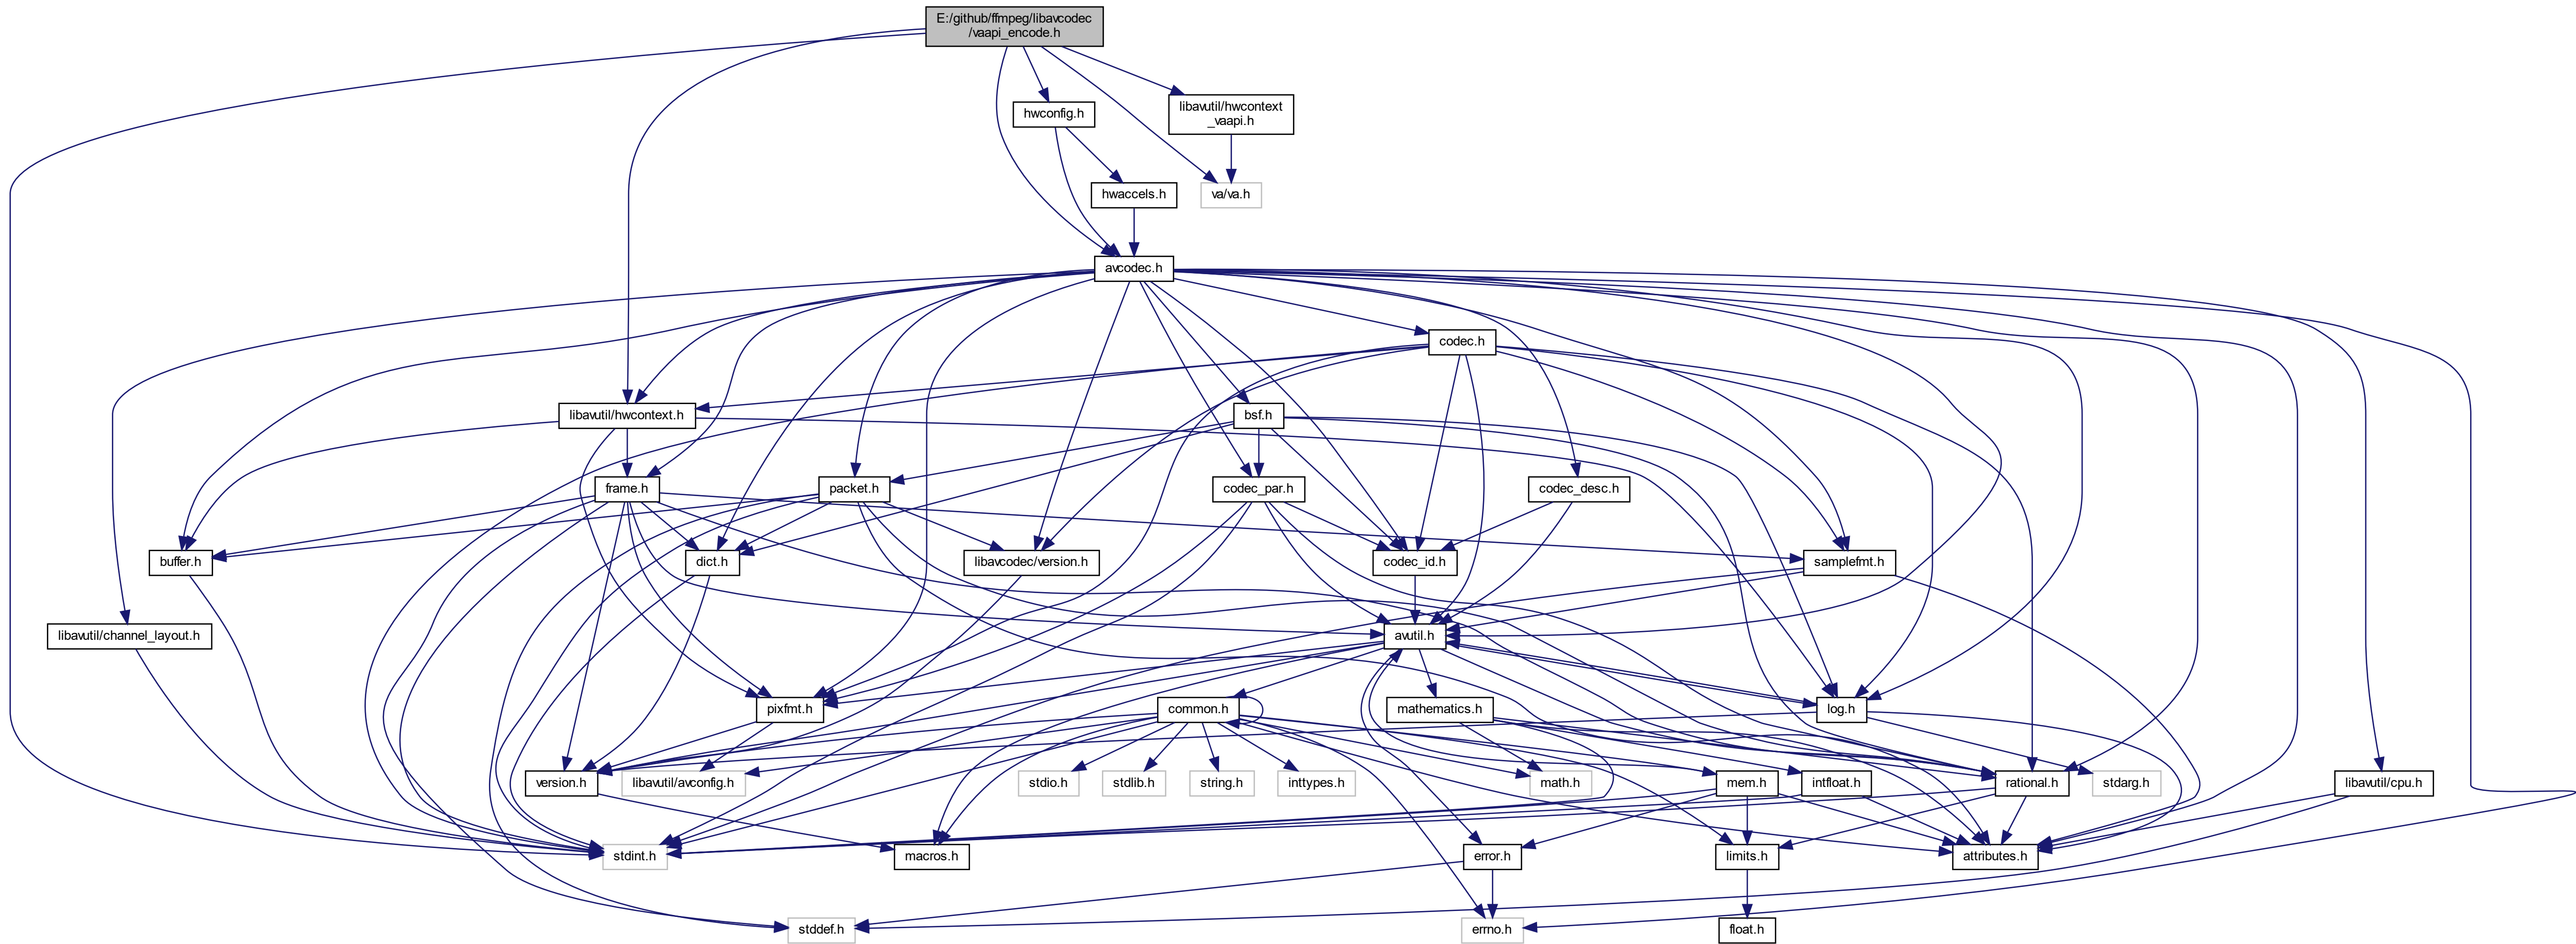 E:/github/ffmpeg/libavcodec
/vaapi_encode.h
hwconfig.h
libavutil/hwcontext
_vaapi.h
hwaccels.h
va/va.h
avcodec.h
codec.h
libavutil/hwcontext.h
bsf.h
frame.h
packet.h
codec_par.h
codec_desc.h
buffer.h
dict.h
libavcodec/version.h
codec_id.h
samplefmt.h
libavutil/channel_layout.h
avutil.h
pixfmt.h
common.h
mathematics.h
log.h
version.h
libavutil/avconfig.h
stdio.h
stdlib.h
string.h
inttypes.h
math.h
mem.h
intfloat.h
rational.h
stdarg.h
libavutil/cpu.h
stdint.h
macros.h
error.h
limits.h
attributes.h
stddef.h
errno.h
float.h